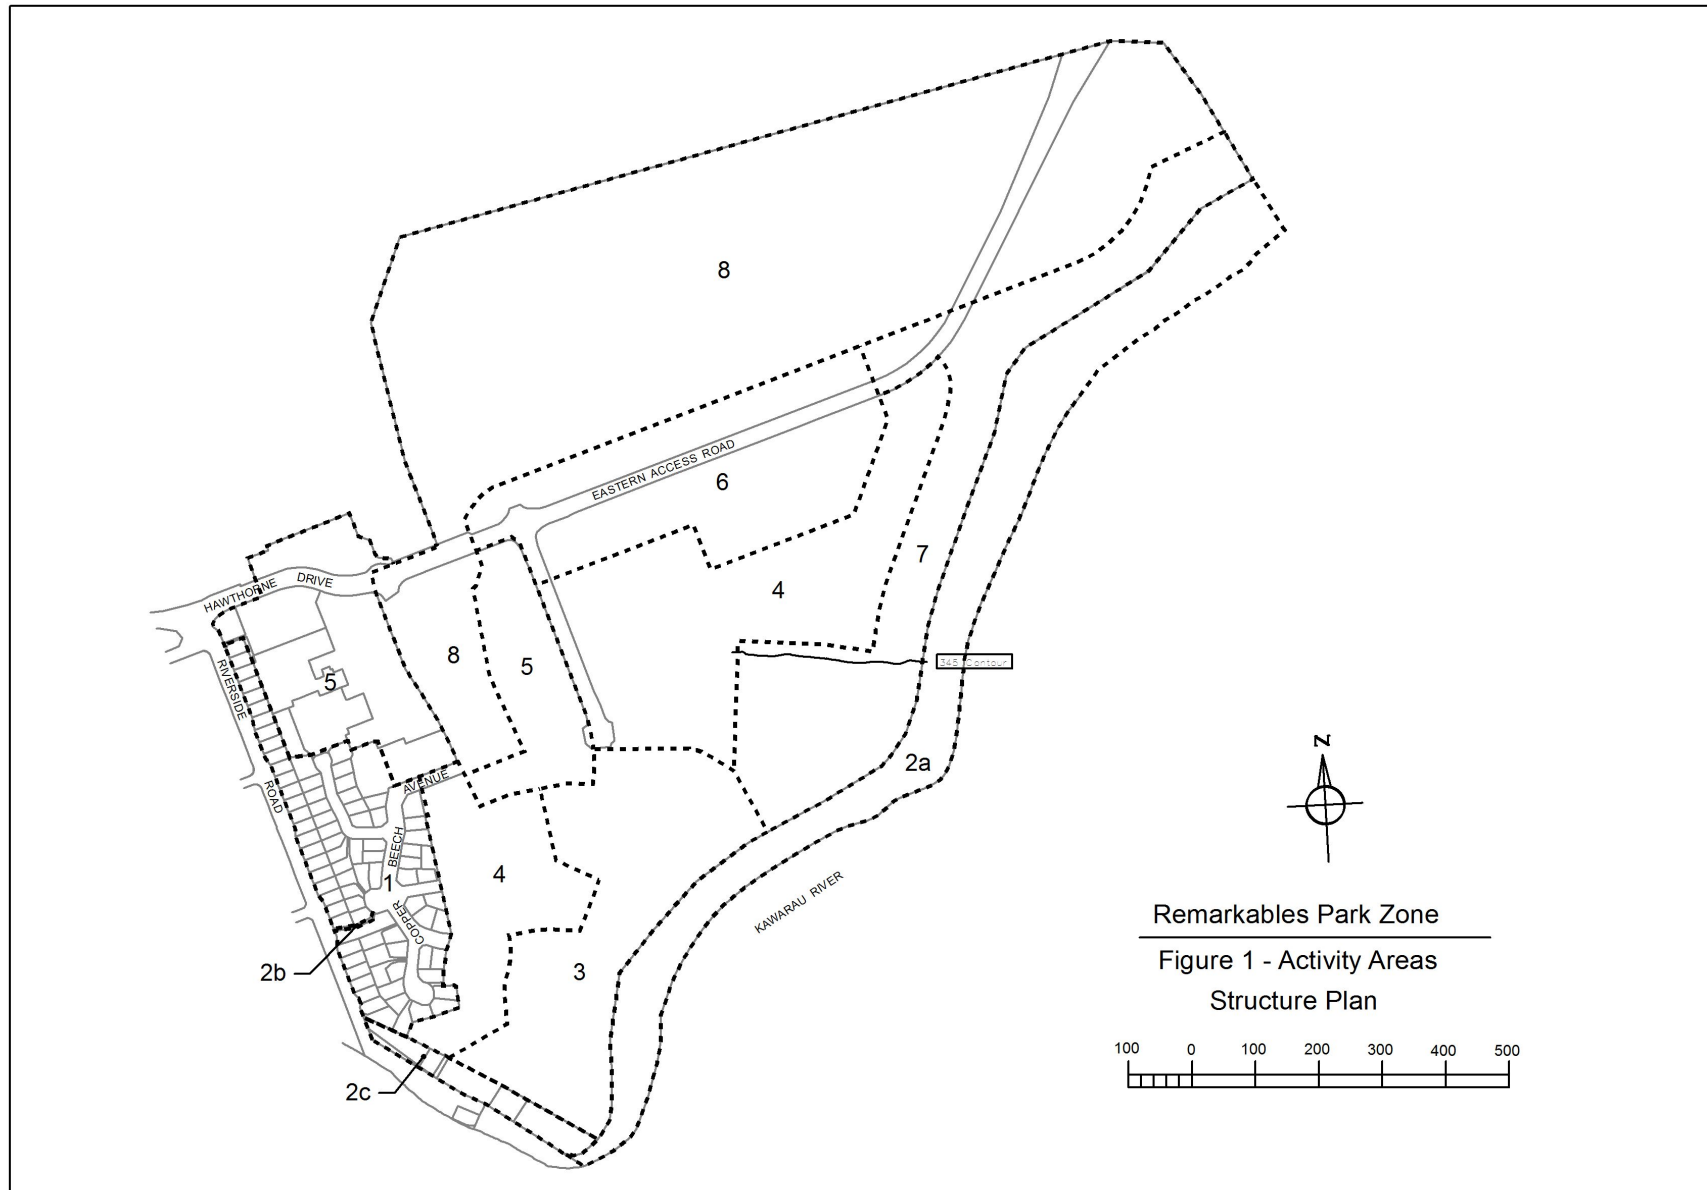 8
EASTERN ACCESS ROAD
6
7
HAWTHORNE DRIVE
4
8
5
345 Contour
RIVERSIDE ROAD
5
2a
AVENUE
BEECH
4
1
COPPER
KAWARAU RIVER
2b
3
2c
N
Remarkables Park Zone
Figure 1 - Activity Areas
Structure Plan
100 0 100 200 300 400 500